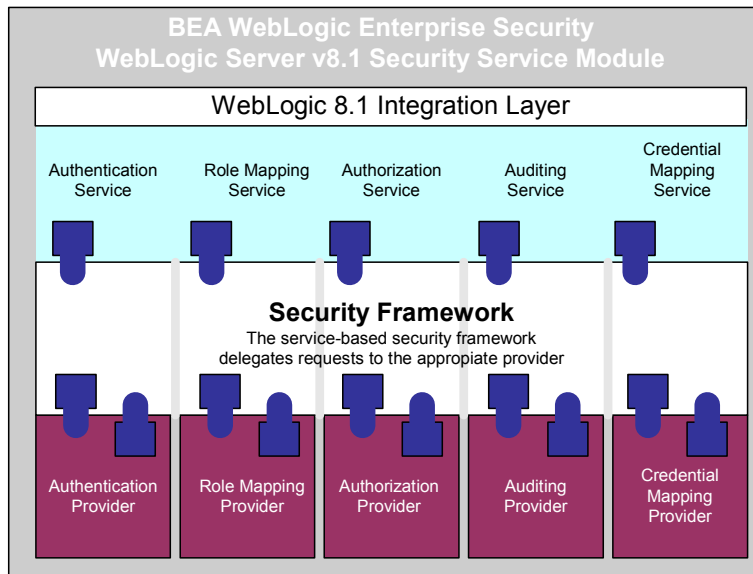 BEA WebLogic Enterprise Security
WebLogic Server v8.1 Security Service Module
WebLogic 8.1 Integration Layer
Authentication
Service
Role Mapping
Service
Authorization
Service
Auditing
Service
Credential
Mapping
Service
Security Framework
The service-based security framework
delegates requests to the appropiate provider
Authentication
Provider
Role Mapping
Provider
Authorization
Provider
Auditing
Provider
Credential
Mapping
Provider